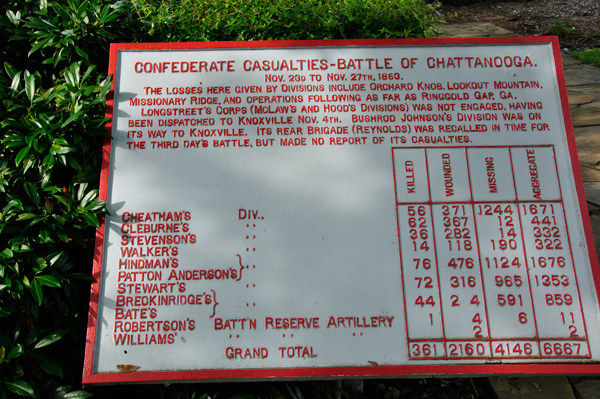 CONFEDERATE CASUALTIES-BATTLE OF CHATTANOOGA.
NOV. 23D TO NOV. 27TH, 1863.
THE LOSSES HERE GIVEN BY DIVISIONS INCLUDE ORCHARD KNOB, LOOKOUT MOUNTAIN,
MISSIONARY RIDGE, AND OPERATIONS FOLLOWING AS FAR AS RINGGOLD GAP, GA.
LONGSTREET'S CORPS (MCLAW'S AND HOOD'S DIVISIONS) WAS NOT ENGAGED, HAVING
BEEN DISPATCHED TO KNOXVILLE NOV. 4TH. BUSHROD JOHNSON'S DIVISION WAS ON
ITS WAY TO KNOXVILLE. ITS REAR BRIGADE (REYNOLDS) WAS RECALLED IN TIME FOR
THE THIRD DAY'S BATTLE, BUT MADE NO REPORT OF ITS CASUALTIES.
KILLED WOUNDED MISSING AGGREGATE
CHEATHAM'S DIV., 56 371 1244 1671
CLEBURNE'S " 62 367 12 441
STEVENSON'S " 36 282 14 332
WALKER'S " 14 118 190 322
HINDMAN'S
PATTON ANDERSON'S } " 76 476 1124 1676
STEWART'S " 72 316 965 1353
BRECKINRIDGE'S
BATE'S } 44 2 4 591 859
ROBERTSON'S BATT'N RESERVE ARTILLERY 1 4 6 11
WILLIAMS' " " " " 2 2
GRAND TOTAL 361 2160 4146 6667